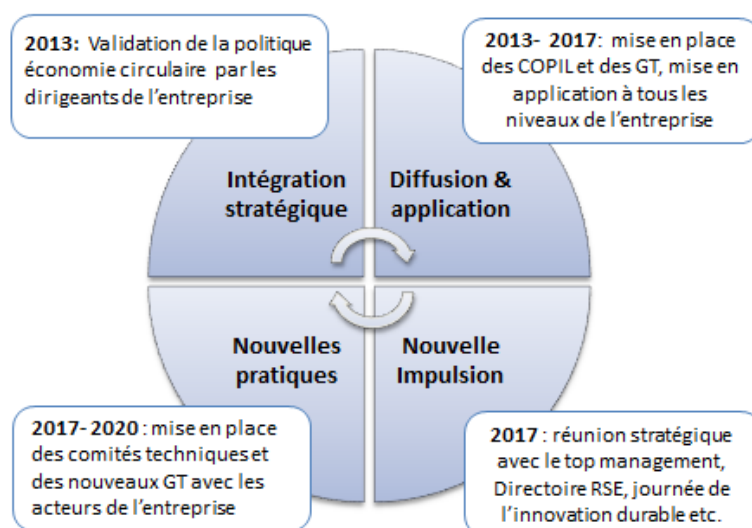 2013: Validation de la politique
économie circulaire par les
dirigeants de l'entreprise
2013- 2017: mise en place
des COPIL et des GT, mise en
application à tous les
niveaux de l'entreprise
Intégration
stratégique
Diffusion &
application
Nouvelles
pratiques
Nouvelle
Impulsion
2017- 2020 : mise en place
des comités techniques et
des nouveaux GT avec les
acteurs de l'entreprise
2017 : réunion stratégique
avec le top management,
Directoire RSE, journée de
l'innovation durable etc.